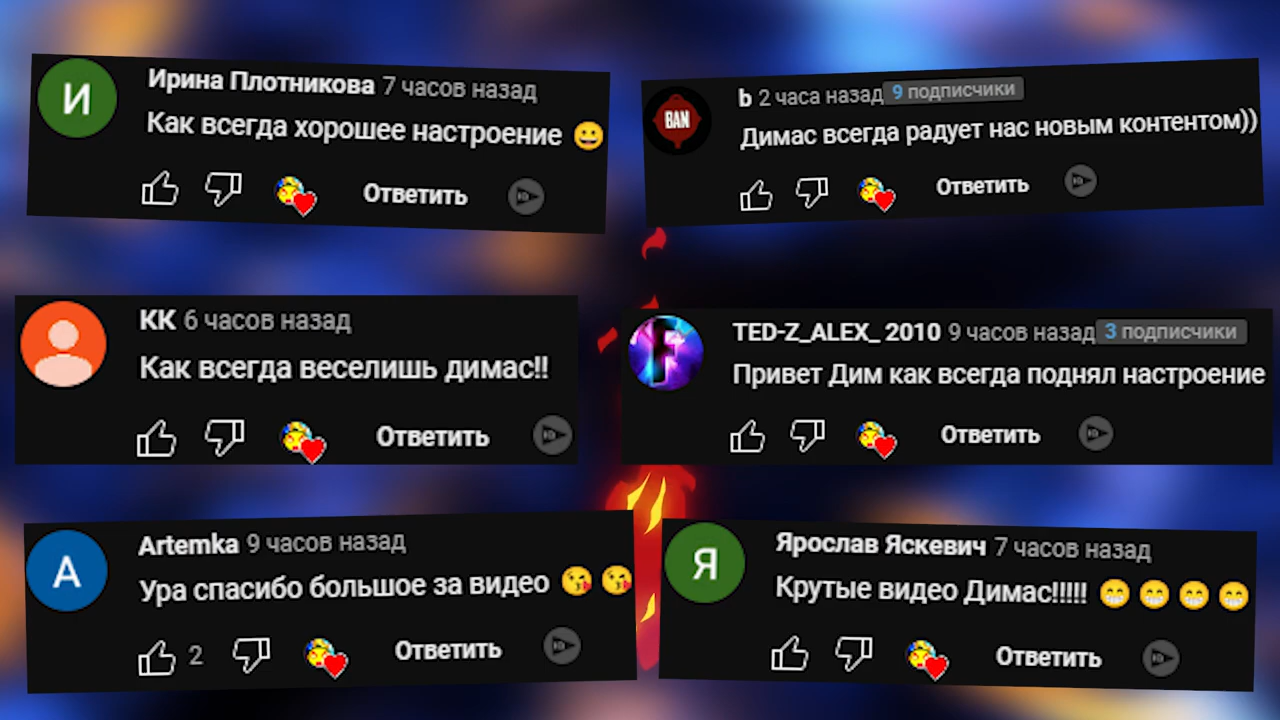 И
Ирина Плотникова 7 часов назад
Как всегда хорошее настроение 😀
Ответить
BAN
b 2 часа назад 9 подписчики
Димас всегда радует нас новым контентом))
Ответить
КК 6 часов назад
Как всегда веселишь димас!!
Ответить
F
TED-Z_ALEX_ 2010 9 часов назад 3 подписчики
Привет Дим как всегда поднял настроение
Ответить
А
Artemka 9 часов назад
Ура спасибо большое за видео 😘 😘
2 Ответить
Я
Ярослав Яскевич 7 часов назад
Крутые видео Димас!!!!! 😁 😁 😁 😁
Ответить